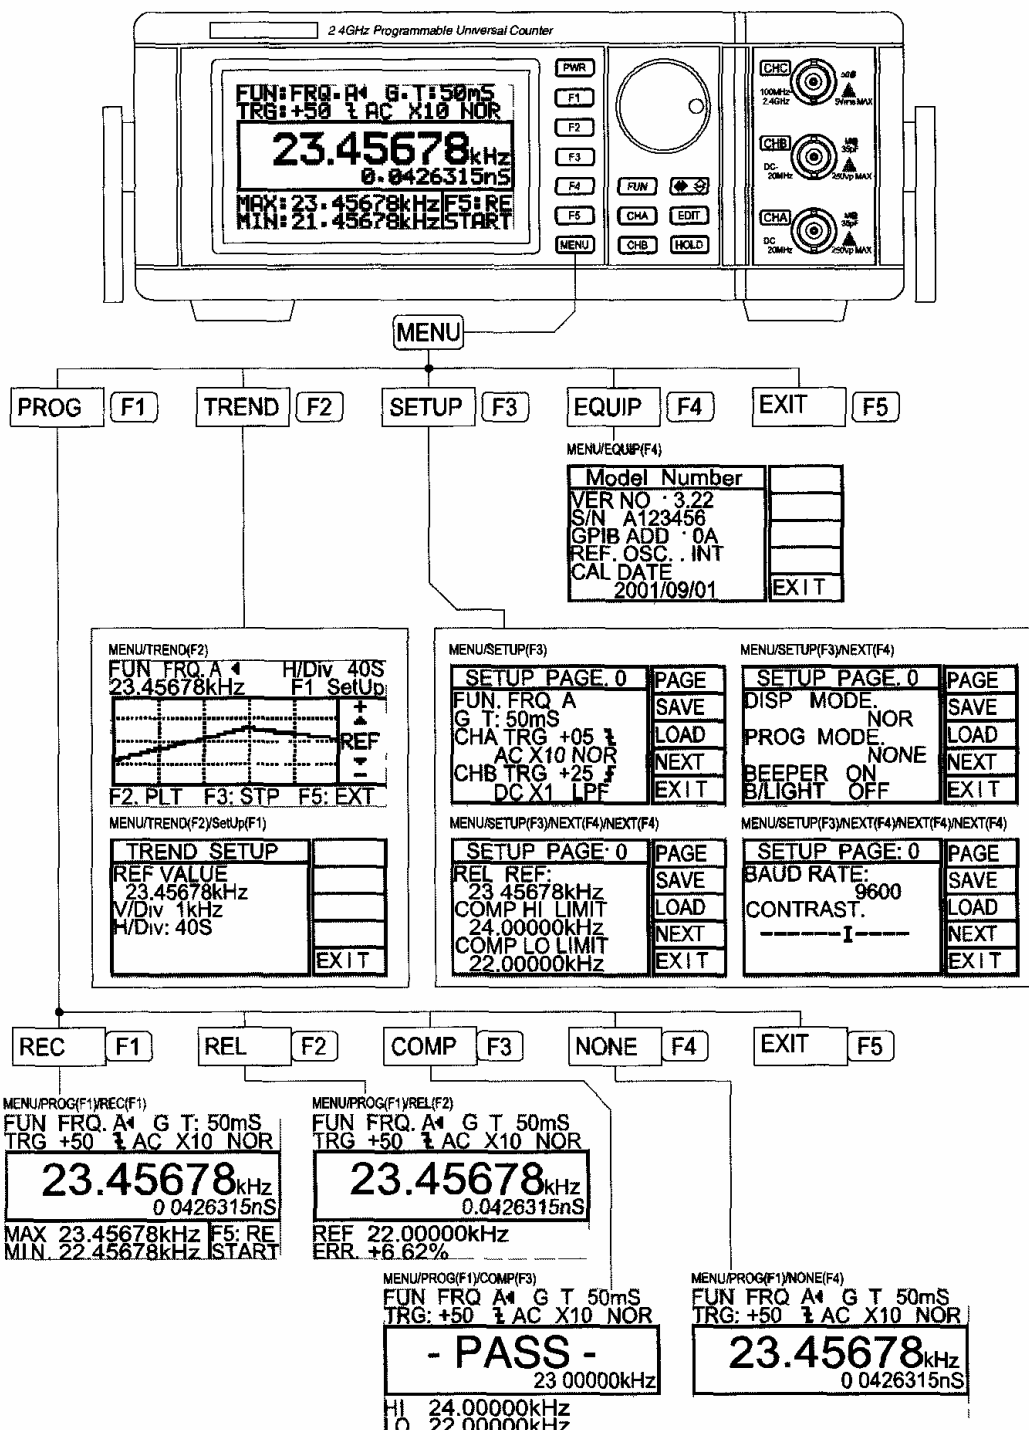 2 4GHz Programmable Universal Counter
FUN:FRQ-A G.T:50mS
TRG:+50 AC X10 NOR
23.45678kHz
0.0426315nS
MAX:23.45678kHz F5:RE
MIN:21.45678kHz START
PWR
F1
F2
F3
F4
F5
MENU
FUN
CHA EDIT
CHB HOLD
CHC
100MHz-
2.4GHz
50Ω
5Vrms MAX
CHB
DC-
20MHz
1MΩ
35pF
250Vp MAX
CHA
DC
20MHz
1MΩ
35pF
250Vp MAX
MENU
PROG F1 TREND F2 SETUP F3 EQUIP F4 EXIT F5
MENU/EQUIP(F4)
Model Number
VER NO : 3.22
S/N A123456
GPIB ADD : 0A
REF. OSC. . INT
CAL DATE
2001/09/01
EXIT
MENU/TREND(F2)
FUN FRQ. A H/Div 40S
23.45678kHz F1 SetUp
+
REF
−
F2. PLT F3: STP F5: EXT
MENU/TREND(F2)/SetUp(F1)
TREND SETUP
REF VALUE
23.45678kHz
V/Div 1kHz
H/Div: 40S
EXIT
MENU/SETUP(F3)
SETUP PAGE. 0 PAGE
FUN. FRQ A SAVE
G T: 50mS
CHA TRG +05 LOAD
AC X10 NOR NEXT
CHB TRG +25
DC X1 LPF EXIT
MENU/SETUP(F3)/NEXT(F4)
SETUP PAGE. 0 PAGE
DISP MODE. SAVE
NOR
PROG MODE. LOAD
NONE NEXT
BEEPER ON
B/LIGHT OFF EXIT
MENU/SETUP(F3)/NEXT(F4)/NEXT(F4)
SETUP PAGE: 0 PAGE
REL REF: SAVE
23 45678kHz
COMP HI LIMIT LOAD
24.00000kHz NEXT
COMP LO LIMIT
22.00000kHz EXIT
MENU/SETUP(F3)/NEXT(F4)/NEXT(F4)/NEXT(F4)
SETUP PAGE: 0 PAGE
BAUD RATE: SAVE
9600
CONTRAST. LOAD
------I---- NEXT
EXIT
REC F1 REL F2 COMP F3 NONE F4 EXIT F5
MENU/PROG(F1)/REC(F1)
FUN FRQ. A G T: 50mS
TRG +50 AC X10 NOR
23.45678kHz
0 0426315nS
MAX 23.45678kHz F5: RE
MIN. 22.45678kHz START
MENU/PROG(F1)/REL(F2)
FUN FRQ. A G T 50mS
TRG +50 AC X10 NOR
23.45678kHz
0.0426315nS
REF 22.00000kHz
ERR. +6.62%
MENU/PROG(F1)/COMP(F3)
FUN FRQ A G T 50mS
TRG: +50 AC X10 NOR
- PASS -
23 00000kHz
HI 24.00000kHz
LO 22.00000kHz
MENU/PROG(F1)/NONE(F4)
FUN FRQ A G T 50mS
TRG: +50 AC X10 NOR
23.45678kHz
0 0426315nS